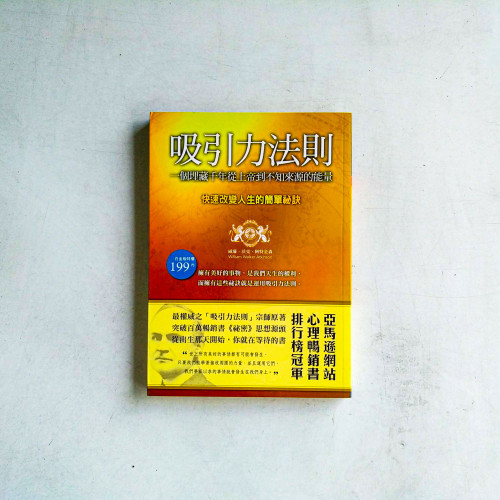 吸引力法則
一個埋藏千年從上帝到不知來源的能量
快速改變人生的簡單祕訣
威廉・沃克・阿特金森
William Walker Atkinson
199
擁有美好的事物,是我們人生的權利。
而擁有這些祕訣就是運用吸引力法則。
最權威之「吸引力法則」宗師原著
突破百萬暢銷書《祕密》思想源頭
從出生那天開始,你就在等待的書
亞馬遜網站
心理暢銷書
排行榜冠軍